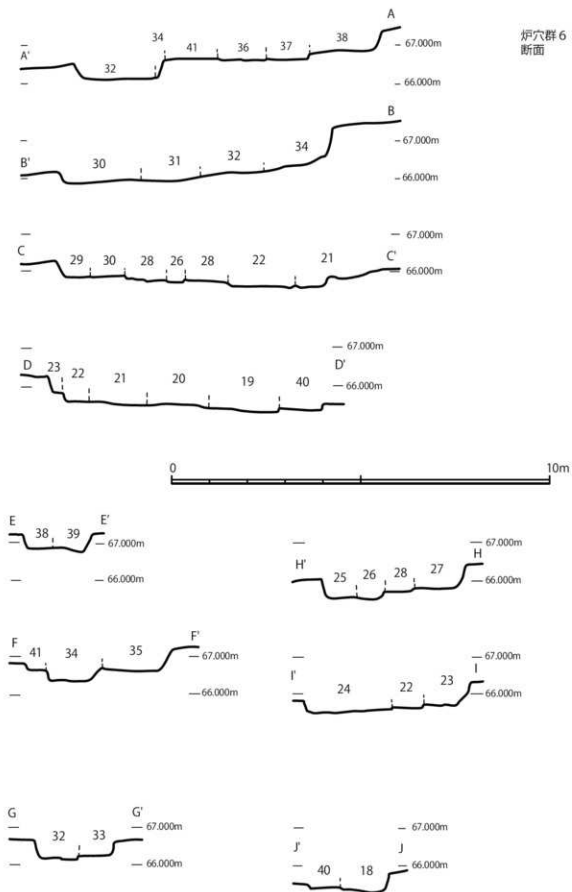 炉穴群6
断面
A
34 41 36 37 38
67.000m
A'
32
66.000m
B
34
67.000m
B' 30 31 32
66.000m
67.000m
C 29 30 28 26 28 22 21 C'
66.000m
67.000m
D 23 22 21 20 19 40 D'
66.000m
0 10m
E 38 39 E'
67.000m
66.000m
67.000m
H' 25 26 28 27 H
66.000m
F 41 34 35 F'
67.000m
66.000m
67.000m
I' 24 22 23 I
66.000m
G 32 33 G'
67.000m
66.000m
67.000m
J' 40 18 J
66.000m